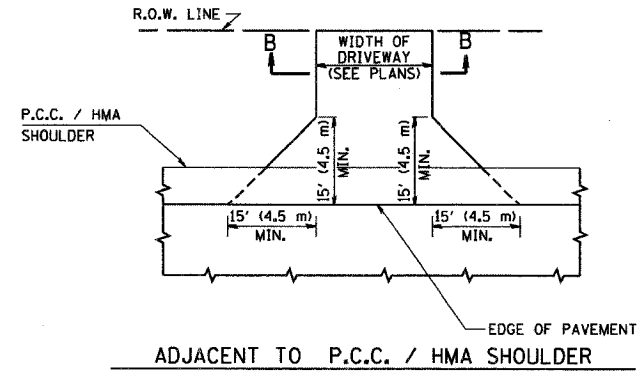 R.O.W. LINE
B
B
WIDTH OF
DRIVEWAY
(SEE PLANS)
P.C.C. / HMA
SHOULDER
15' (4.5 m)
MIN.
15' (4.5 m)
MIN.
15' (4.5 m)
MIN.
15' (4.5 m)
MIN.
EDGE OF PAVEMENT
ADJACENT TO P.C.C. / HMA SHOULDER